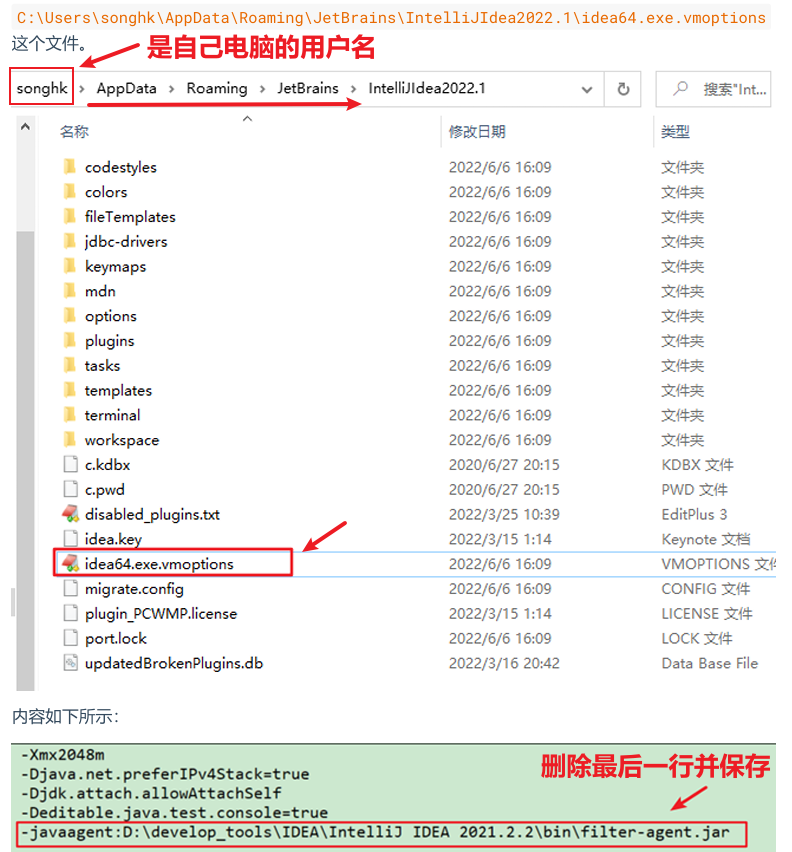 C:\Users\songhk\AppData\Roaming\JetBrains\IntelliJIdea2022.1\idea64.exe.vmoptions
这个文件。
是自己电脑的用户名
songhk › AppData › Roaming › JetBrains › IntelliJIdea2022.1 搜索"Int...
名称 修改日期 类型
codestyles 2022/6/6 16:09 文件夹
colors 2022/6/6 16:09 文件夹
fileTemplates 2022/6/6 16:09 文件夹
jdbc-drivers 2022/6/6 16:09 文件夹
keymaps 2022/6/6 16:09 文件夹
mdn 2022/6/6 16:09 文件夹
options 2022/6/6 16:09 文件夹
plugins 2022/6/6 16:09 文件夹
tasks 2022/6/6 16:09 文件夹
templates 2022/6/6 16:09 文件夹
terminal 2022/6/6 16:09 文件夹
workspace 2022/6/6 16:09 文件夹
c.kdbx 2020/6/27 20:15 KDBX 文件
c.pwd 2020/6/27 20:15 PWD 文件
disabled_plugins.txt 2022/3/25 10:39 EditPlus 3
idea.key 2022/3/15 1:14 Keynote 文档
idea64.exe.vmoptions 2022/6/6 16:09 VMOPTIONS 文件
migrate.config 2022/6/6 16:09 CONFIG 文件
plugin_PCWMP.license 2022/3/15 1:14 LICENSE 文件
port.lock 2022/6/6 16:09 LOCK 文件
updatedBrokenPlugins.db 2022/3/16 20:42 Data Base File
内容如下所示：
-Xmx2048m
-Djava.net.preferIPv4Stack=true
-Djdk.attach.allowAttachSelf
-Deditable.java.test.console=true
-javaagent:D:\develop_tools\IDEA\IntelliJ IDEA 2021.2.2\bin\filter-agent.jar
删除最后一行并保存